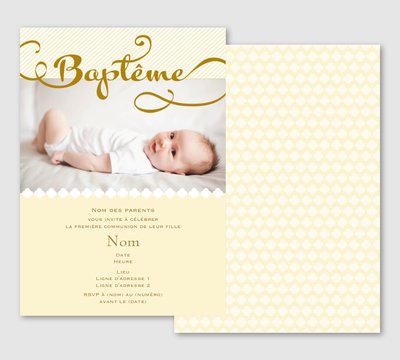 Baptême
Nom des parents
vous invite à célébrer
la première communion de leur fille
Nom
Date
Heure
Lieu
Ligne d'adresse 1
Ligne d'adresse 2
RSVP à (nom) au (numéro)
avant le (date)